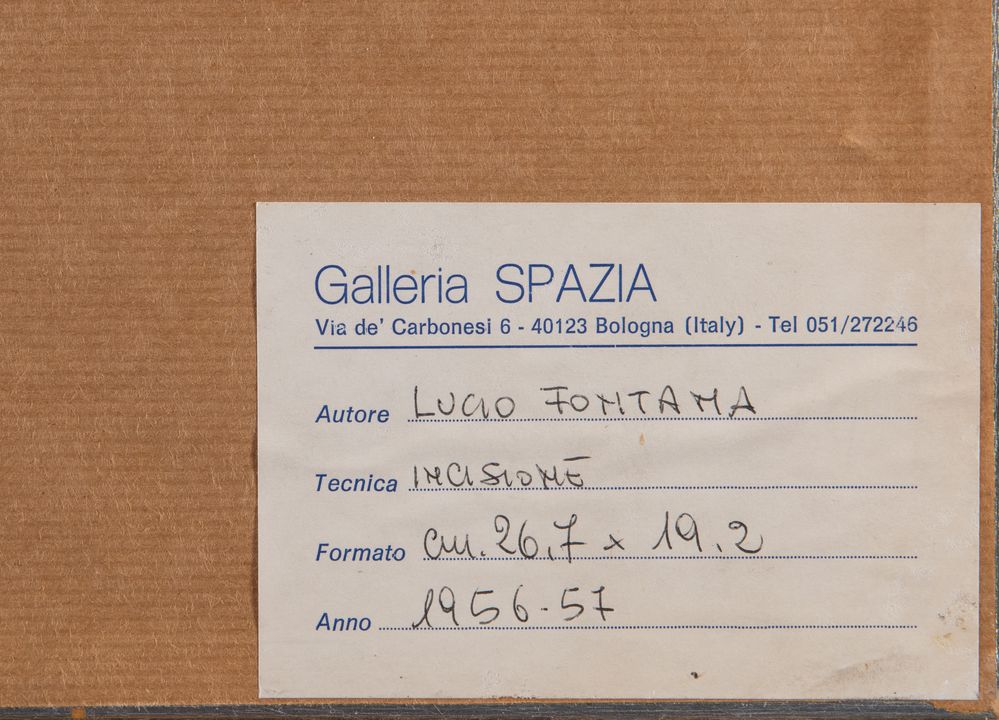 Galleria SPAZIA
Via de' Carbonesi 6 - 40123 Bologna (Italy) - Tel 051/272246
Autore LUCIO FONTANA
Tecnica INCISIONE
Formato cm. 26,7 x 19,2
Anno 1956-57